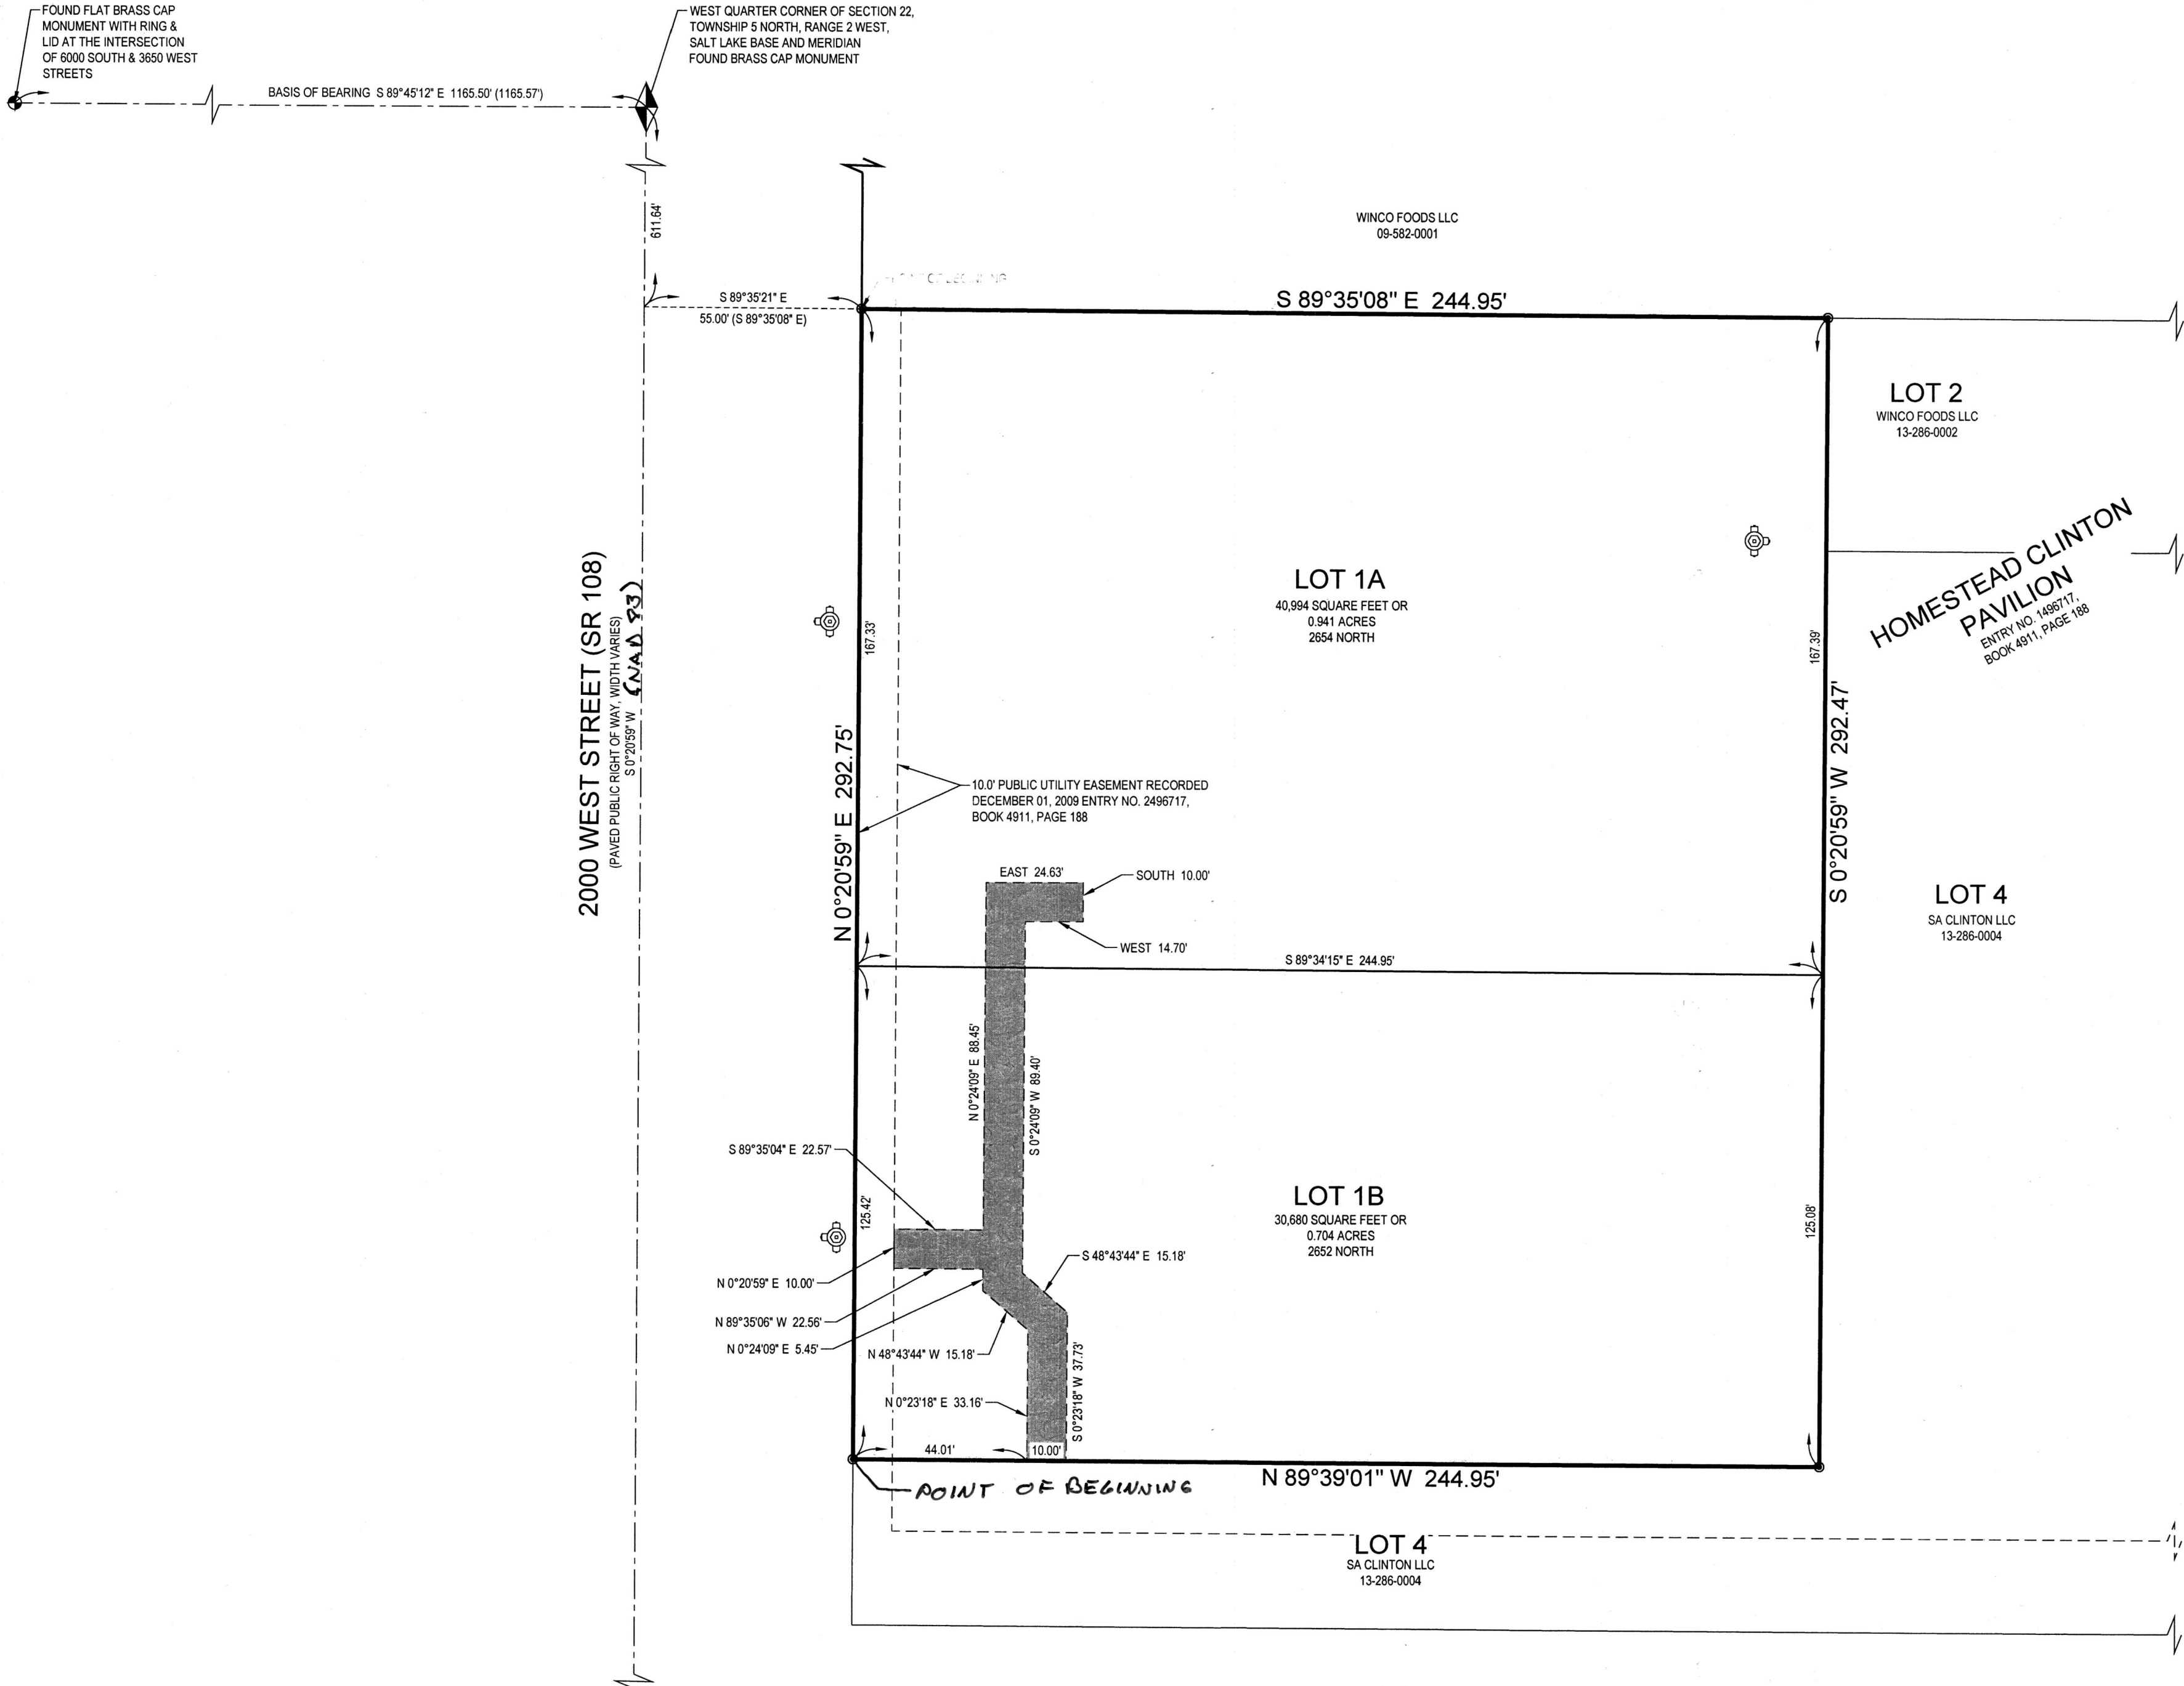 FOUND FLAT BRASS CAP
MONUMENT WITH RING &
LID AT THE INTERSECTION
OF 6000 SOUTH & 3650 WEST
STREETS
WEST QUARTER CORNER OF SECTION 22,
TOWNSHIP 5 NORTH, RANGE 2 WEST,
SALT LAKE BASE AND MERIDIAN
FOUND BRASS CAP MONUMENT
BASIS OF BEARING S 89°45'12" E 1165.50' (1165.57')
611.64'
WINCO FOODS LLC
09-582-0001
S 89°35'21" E
55.00' (S 89°35'08" E)
S 89°35'08" E 244.95'
LOT 2
WINCO FOODS LLC
13-286-0002
HOMESTEAD CLINTON
PAVILION
ENTRY NO. 1496717,
BOOK 4911, PAGE 188
2000 WEST STREET (SR 108)
(PAVED PUBLIC RIGHT OF WAY, WIDTH VARIES)
S 0°20'59" W (NAD 83)
LOT 1A
40,994 SQUARE FEET OR
0.941 ACRES
2654 NORTH
167.33'
167.39'
N 0°20'59" E 292.75'
S 0°20'59" W 292.47'
10.0' PUBLIC UTILITY EASEMENT RECORDED
DECEMBER 01, 2009 ENTRY NO. 2496717,
BOOK 4911, PAGE 188
EAST 24.63'
SOUTH 10.00'
WEST 14.70'
LOT 4
SA CLINTON LLC
13-286-0004
S 89°34'15" E 244.95'
N 0°24'09" E 88.45'
S 0°24'09" W 89.40'
S 89°35'04" E 22.57'
125.42'
LOT 1B
30,680 SQUARE FEET OR
0.704 ACRES
2652 NORTH
125.08'
S 48°43'44" E 15.18'
N 0°20'59" E 10.00'
N 89°35'06" W 22.56'
N 0°24'09" E 5.45'
N 48°43'44" W 15.18'
N 0°23'18" E 33.16'
S 0°23'18" W 37.73'
44.01'
10.00'
N 89°39'01" W 244.95'
POINT OF BEGINNING
LOT 4
SA CLINTON LLC
13-286-0004